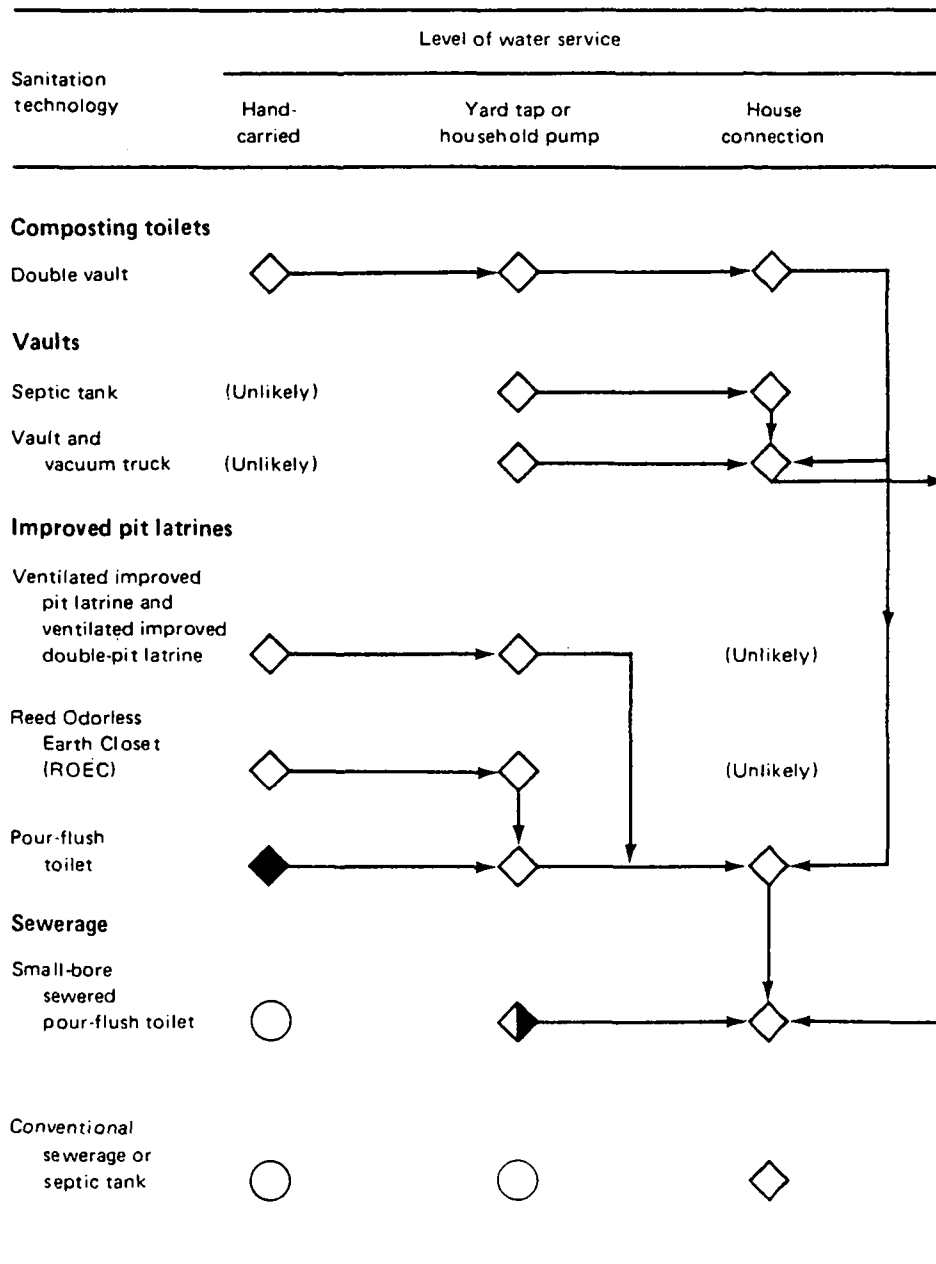 Level of water service
Sanitation
technology
Hand-
carried
Yard tap or
household pump
House
connection
Composting toilets
Double vault
Vaults
Septic tank
(Unlikely)
Vault and
vacuum truck
(Unlikely)
Improved pit latrines
Ventilated improved
pit latrine and
ventilated improved
double-pit latrine
(Unlikely)
Reed Odorless
Earth Closet
(ROEC)
(Unlikely)
Pour-flush
toilet
Sewerage
Small-bore
sewered
pour-flush toilet
Conventional
sewerage or
septic tank